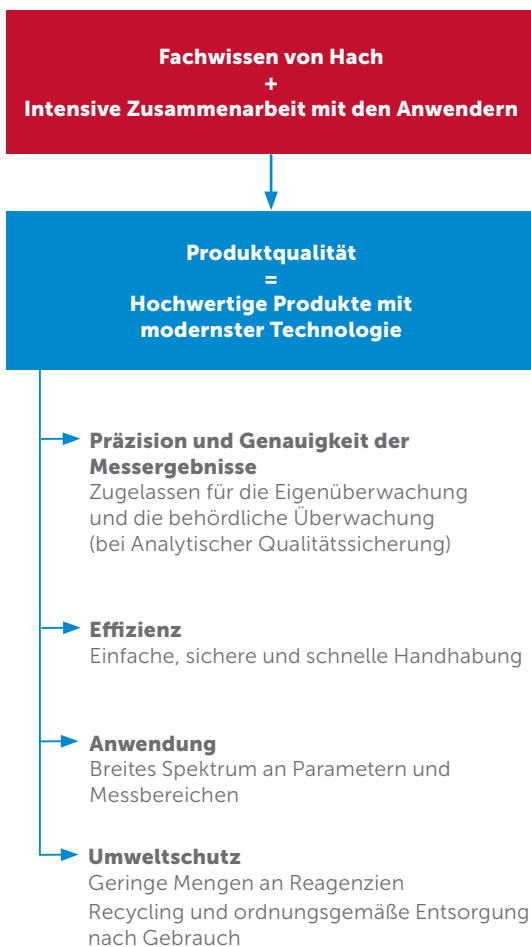 Fachwissen von Hach
+
Intensive Zusammenarbeit mit den Anwendern
Produktqualität
=
Hochwertige Produkte mit
modernster Technologie
Präzision und Genauigkeit der
Messergebnisse
Zugelassen für die Eigenüberwachung
und die behördliche Überwachung
(bei Analytischer Qualitätssicherung)
Effizienz
Einfache, sichere und schnelle Handhabung
Anwendung
Breites Spektrum an Parametern und
Messbereichen
Umweltschutz
Geringe Mengen an Reagenzien
Recycling und ordnungsgemäße Entsorgung
nach Gebrauch